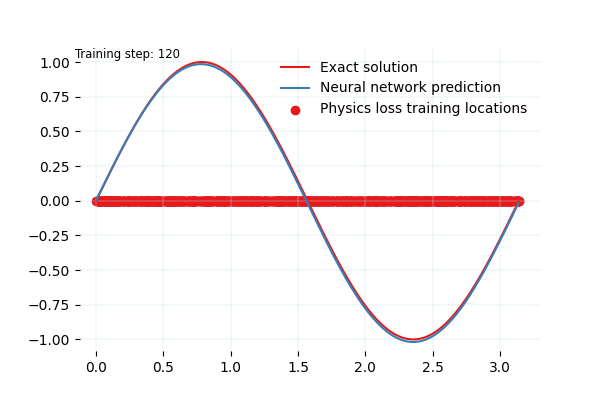 Training step: 120
Exact solution
Neural network prediction
Physics loss training locations
1.00
0.75
0.50
0.25
0.00
−0.25
−0.50
−0.75
−1.00
0.0 0.5 1.0 1.5 2.0 2.5 3.0